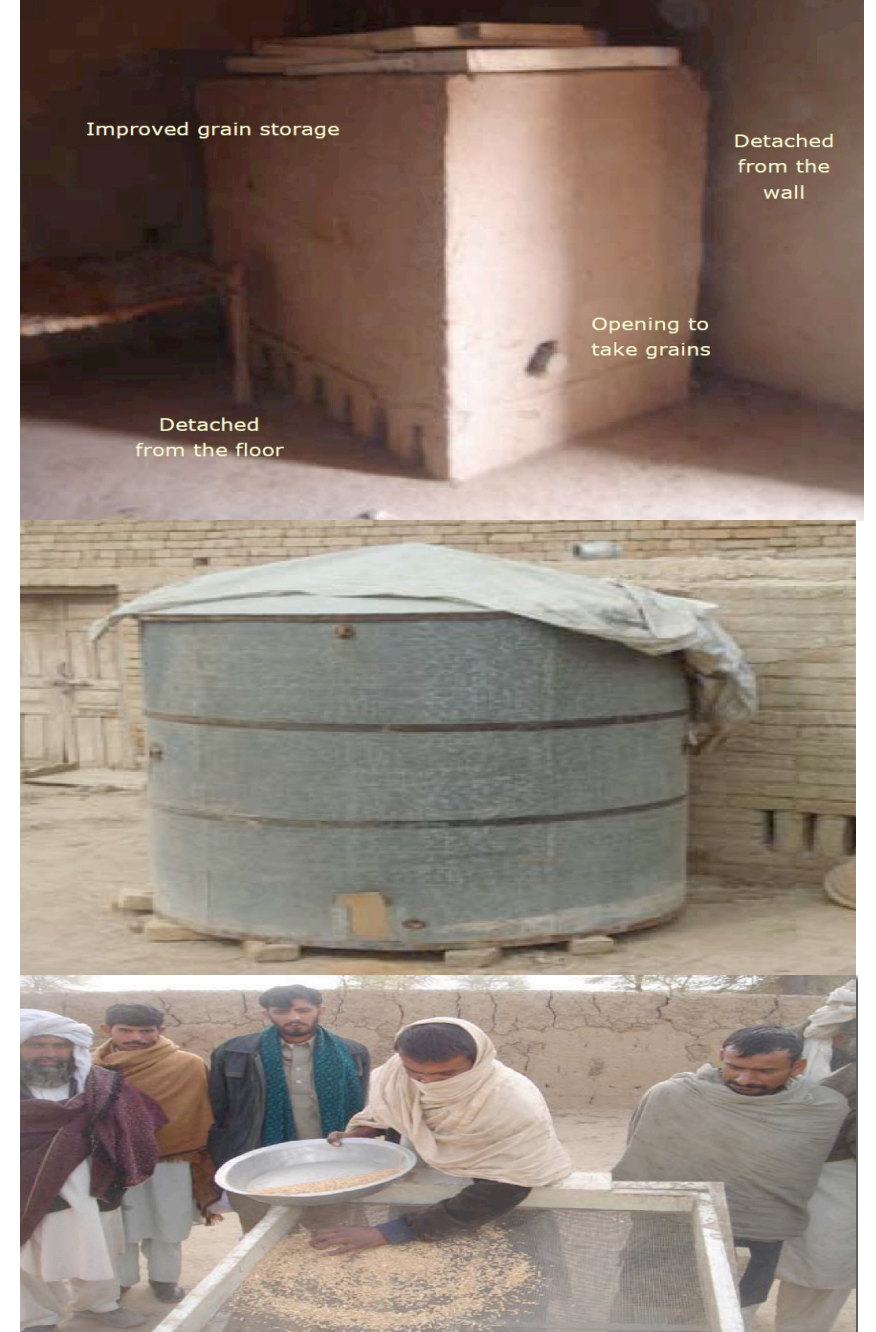 Improved grain storage
Detached
from the
wall
Opening to
take grains
Detached
from the floor